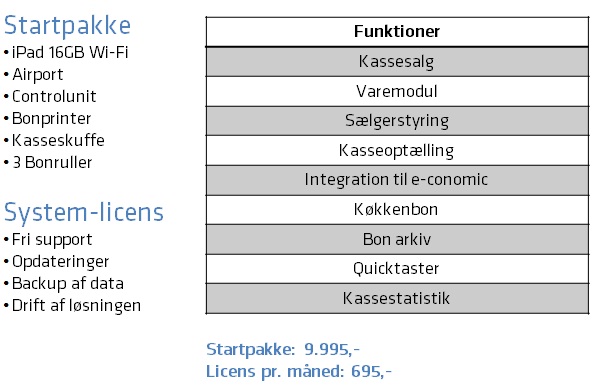 Startpakke
• iPad 16GB Wi-Fi
• Airport
• Controlunit
• Bonprinter
• Kasseskuffe
• 3 Bonruller
System-licens
• Fri support
• Opdateringer
• Backup af data
• Drift af løsningen
Funktioner
Kassesalg
Varemodul
Sælgerstyring
Kasseoptælling
Integration til e-conomic
Køkkenbon
Bon arkiv
Quicktaster
Kassestatistik
Startpakke: 9.995,-
Licens pr. måned: 695,-